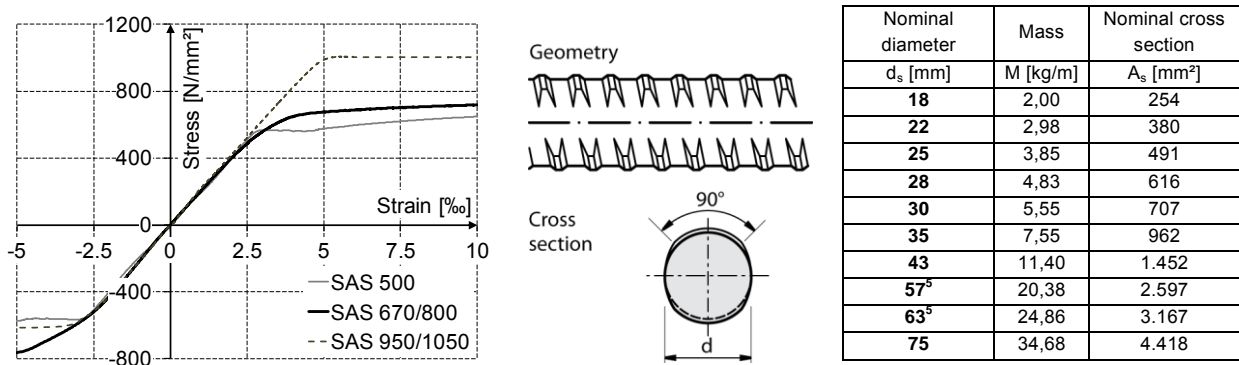 1200
800
400
0
-400
-800
Stress [N/mm²]
Strain [‰]
-5 -2.5 0 2.5 5 7.5 10
SAS 500
SAS 670/800
SAS 950/1050
Geometry
Cross
section
90°
d
Nominal diameter Mass Nominal cross section
dₛ [mm] M [kg/m] Aₛ [mm²]
18 2,00 254
22 2,98 380
25 3,85 491
28 4,83 616
30 5,55 707
35 7,55 962
43 11,40 1.452
57⁵ 20,38 2.597
63⁵ 24,86 3.167
75 34,68 4.418